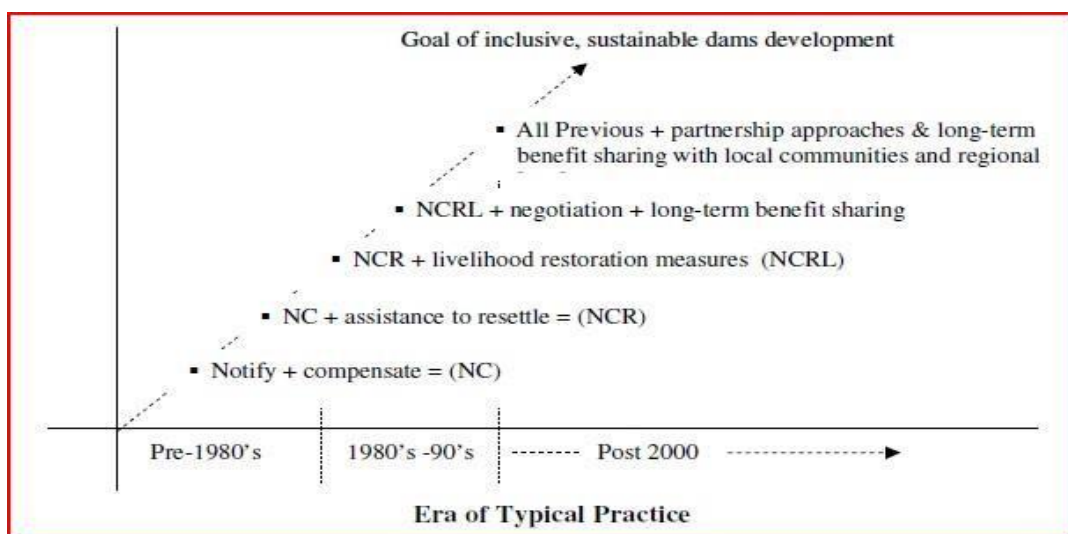 Goal of inclusive, sustainable dams development
▪ All Previous + partnership approaches & long-term
benefit sharing with local communities and regional
▪ NCRL + negotiation + long-term benefit sharing
▪ NCR + livelihood restoration measures (NCRL)
▪ NC + assistance to resettle = (NCR)
▪ Notify + compensate = (NC)
Pre-1980's 1980's -90's Post 2000
Era of Typical Practice